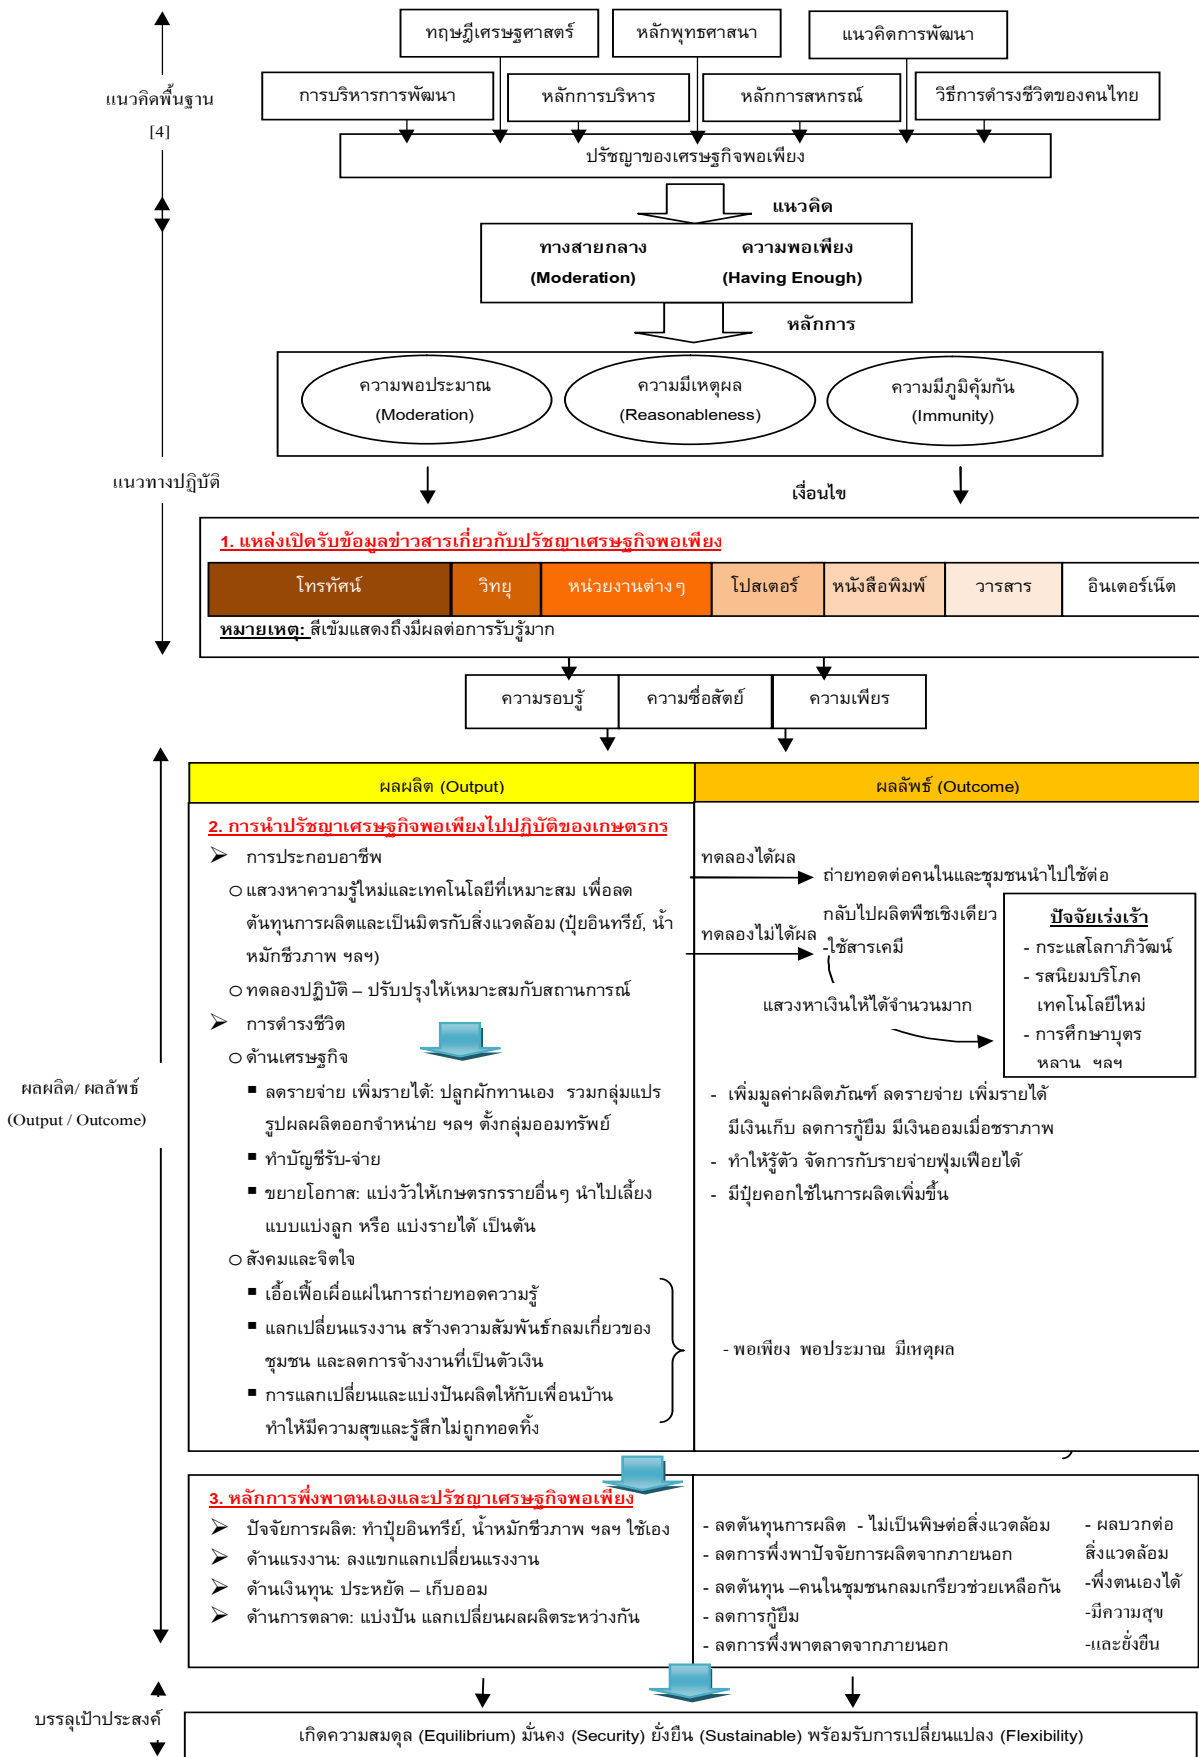 ทฤษฎีเศรษฐศาสตร์
หลักพุทธศาสนา
แนวคิดการพัฒนา
แนวคิดพื้นฐาน
[4]
การบริหารการพัฒนา
หลักการบริหาร
หลักการสหกรณ์
วิธีการดำรงชีวิตของคนไทย
ปรัชญาของเศรษฐกิจพอเพียง
แนวคิด
ทางสายกลาง
(Moderation)
ความพอเพียง
(Having Enough)
หลักการ
ความพอประมาณ
(Moderation)
ความมีเหตุผล
(Reasonableness)
ความมีภูมิคุ้มกัน
(Immunity)
แนวทางปฏิบัติ
เงื่อนไข
1. แหล่งเปิดรับข้อมูลข่าวสารเกี่ยวกับปรัชญาเศรษฐกิจพอเพียง
โทรทัศน์
วิทยุ
หน่วยงานต่างๆ
โปสเตอร์
หนังสือพิมพ์
วารสาร
อินเตอร์เน็ต
หมายเหตุ: สีเข้มแสดงถึงมีผลต่อการรับรู้มาก
ความรอบรู้
ความซื่อสัตย์
ความเพียร
ผลผลิต/ ผลลัพธ์
(Output / Outcome)
ผลผลิต (Output)
ผลลัพธ์ (Outcome)
2. การนำปรัชญาเศรษฐกิจพอเพียงไปปฏิบัติของเกษตรกร
➢ การประกอบอาชีพ
o แสวงหาความรู้ใหม่และเทคโนโลยีที่เหมาะสม เพื่อลด
ต้นทุนการผลิตและเป็นมิตรกับสิ่งแวดล้อม (ปุ๋ยอินทรีย์, น้ำ
หมักชีวภาพ ฯลฯ)
o ทดลองปฏิบัติ – ปรับปรุงให้เหมาะสมกับสถานการณ์
➢ การดำรงชีวิต
o ด้านเศรษฐกิจ
▪ ลดรายจ่าย เพิ่มรายได้: ปลูกผักทานเอง รวมกลุ่มแปร
รูปผลผลิตออกจำหน่าย ฯลฯ ตั้งกลุ่มออมทรัพย์
▪ ทำบัญชีรับ-จ่าย
▪ ขยายโอกาส: แบ่งวัวให้เกษตรกรรายอื่นๆ นำไปเลี้ยง
แบบแบ่งลูก หรือ แบ่งรายได้ เป็นต้น
o สังคมและจิตใจ
▪ เอื้อเฟื้อเผื่อแผ่ในการถ่ายทอดความรู้
▪ แลกเปลี่ยนแรงงาน สร้างความสัมพันธ์กลมเกี่ยวของ
ชุมชน และลดการจ้างงานที่เป็นตัวเงิน
▪ การแลกเปลี่ยนและแบ่งปันผลิตให้กับเพื่อนบ้าน
ทำให้มีความสุขและรู้สึกไม่ถูกทอดทิ้ง
ทดลองได้ผล
ถ่ายทอดต่อคนในและชุมชนนำไปใช้ต่อ
ทดลองไม่ได้ผล
กลับไปผลิตพืชเชิงเดียว
-ใช้สารเคมี
แสวงหาเงินให้ได้จำนวนมาก
ปัจจัยเร่งเร้า
- กระแสโลกาภิวัฒน์
- รสนิยมบริโภค
เทคโนโลยีใหม่
- การศึกษาบุตร
หลาน ฯลฯ
- เพิ่มมูลค่าผลิตภัณฑ์ ลดรายจ่าย เพิ่มรายได้
มีเงินเก็บ ลดการกู้ยืม มีเงินออมเมื่อชราภาพ
- ทำให้รู้ตัว จัดการกับรายจ่ายฟุ่มเฟือยได้
- มีปุ๋ยคอกใช้ในการผลิตเพิ่มขึ้น
- พอเพียง พอประมาณ มีเหตุผล
3. หลักการพึ่งพาตนเองและปรัชญาเศรษฐกิจพอเพียง
➢ ปัจจัยการผลิต: ทำปุ๋ยอินทรีย์, น้ำหมักชีวภาพ ฯลฯ ใช้เอง
➢ ด้านแรงงาน: ลงแขกแลกเปลี่ยนแรงงาน
➢ ด้านเงินทุน: ประหยัด – เก็บออม
➢ ด้านการตลาด: แบ่งปัน แลกเปลี่ยนผลผลิตระหว่างกัน
- ลดต้นทุนการผลิต - ไม่เป็นพิษต่อสิ่งแวดล้อม
- ลดการพึ่งพาปัจจัยการผลิตจากภายนอก
- ลดต้นทุน –คนในชุมชนกลมเกรียวช่วยเหลือกัน
- ลดการกู้ยืม
- ลดการพึ่งพาตลาดจากภายนอก
- ผลบวกต่อ
สิ่งแวดล้อม
-พึ่งตนเองได้
-มีความสุข
-และยั่งยืน
บรรลุเป้าประสงค์
เกิดความสมดุล (Equilibrium) มั่นคง (Security) ยั่งยืน (Sustainable) พร้อมรับการเปลี่ยนแปลง (Flexibility)